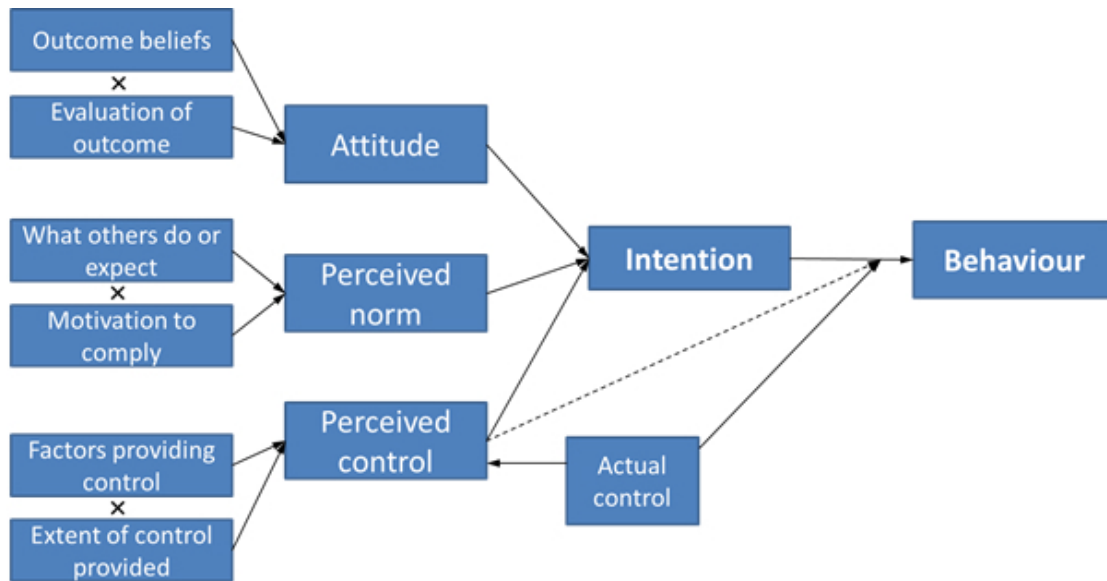 Outcome beliefs
×
Evaluation of
outcome
Attitude
What others do or
expect
×
Motivation to
comply
Perceived
norm
Factors providing
control
×
Extent of control
provided
Perceived
control
Actual
control
Intention
Behaviour